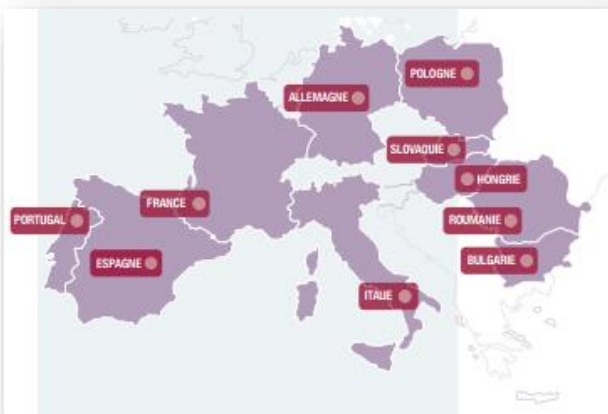 POLOGNE
ALLEMAGNE
SLOVAQUIE
HONGRIE
FRANCE
PORTUGAL
ROUMANIE
ESPAGNE
BULGARIE
ITALIE